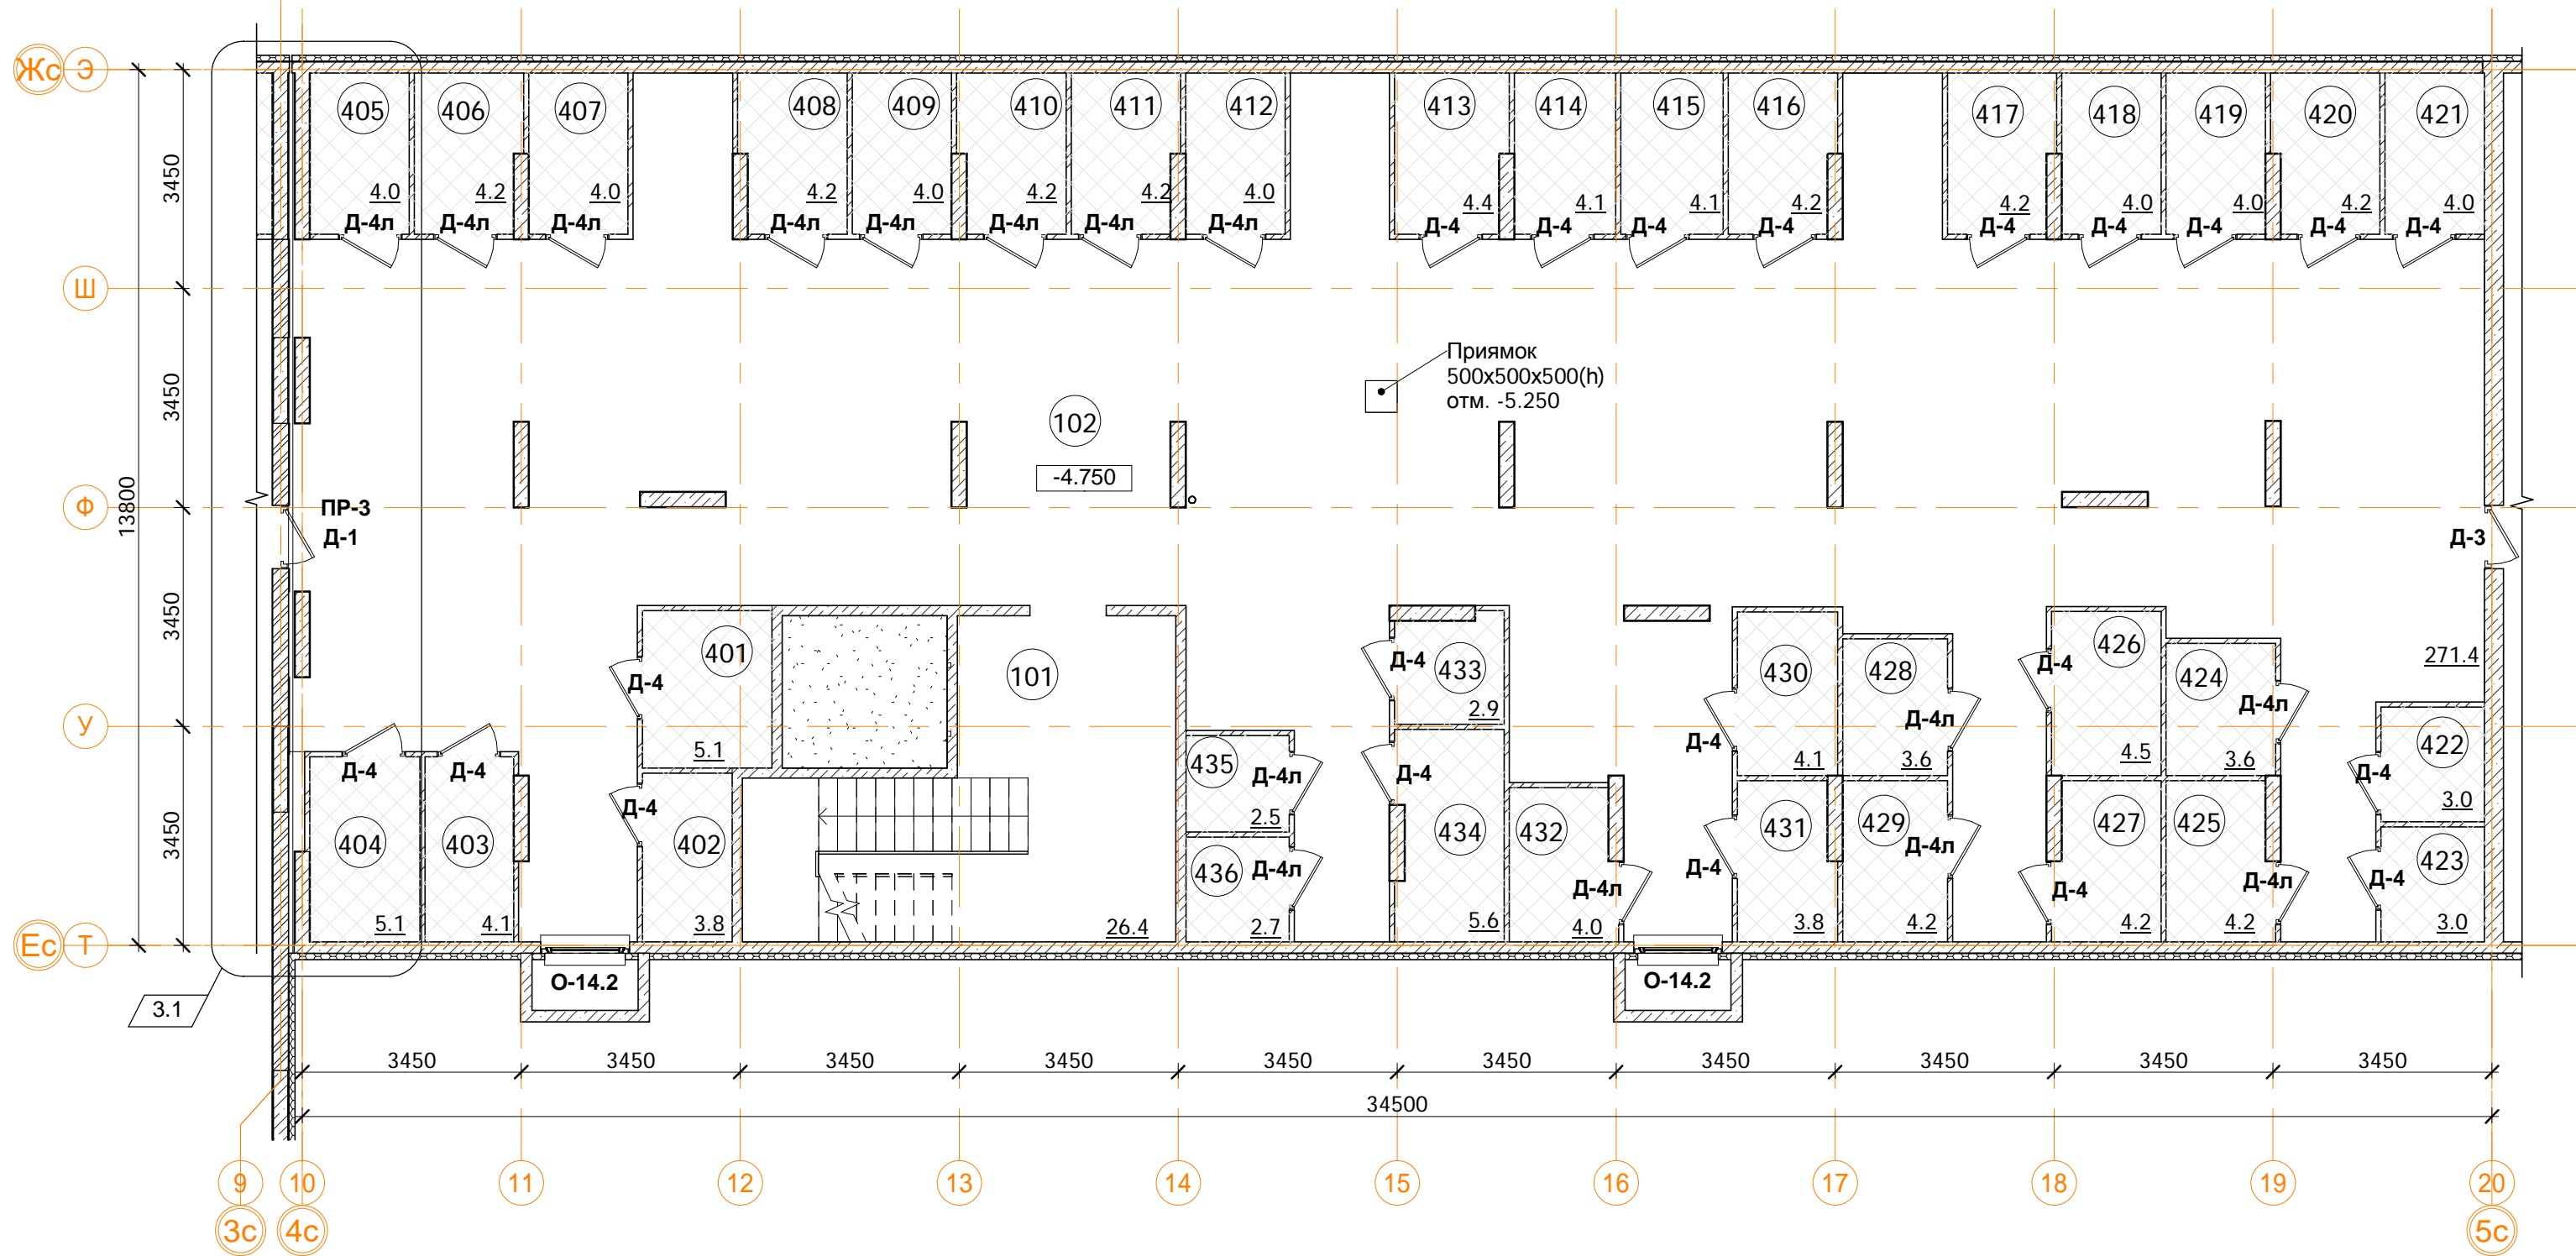 Жс Э
405 406 407 408 409 410 411 412 413 414 415 416 417 418 419 420 421
4.0 4.2 4.0 4.2 4.0 4.2 4.2 4.0 4.4 4.1 4.1 4.2 4.2 4.0 4.0 4.2 4.0
Д-4л Д-4л Д-4л Д-4л Д-4л Д-4л Д-4л Д-4л Д-4 Д-4 Д-4 Д-4 Д-4 Д-4 Д-4 Д-4 Д-4
3450
Ш
Приямок
500х500х500(h)
отм. -5.250
3450
102
-4.750
13800
Ф
ПР-3
Д-1
Д-3
3450
401
Д-4
5.1
101
433
Д-4
2.9
430
Д-4
4.1
428
Д-4л
3.6
426
Д-4
4.5
424
Д-4л
3.6
271.4
У
422
Д-4
3.0
435
Д-4л
2.5
3450
Д-4
404
5.1
Д-4
403
4.1
Д-4
402
3.8
26.4
436
Д-4л
2.7
Д-4
434
5.6
432
Д-4л
4.0
431
Д-4
3.8
429
Д-4л
4.2
427
Д-4
4.2
425
Д-4л
4.2
423
Д-4
3.0
Ес Т
О-14.2 О-14.2
3.1
3450 3450 3450 3450 3450 3450 3450 3450 3450 3450
34500
9 10 11 12 13 14 15 16 17 18 19 20
3с 4с 5с